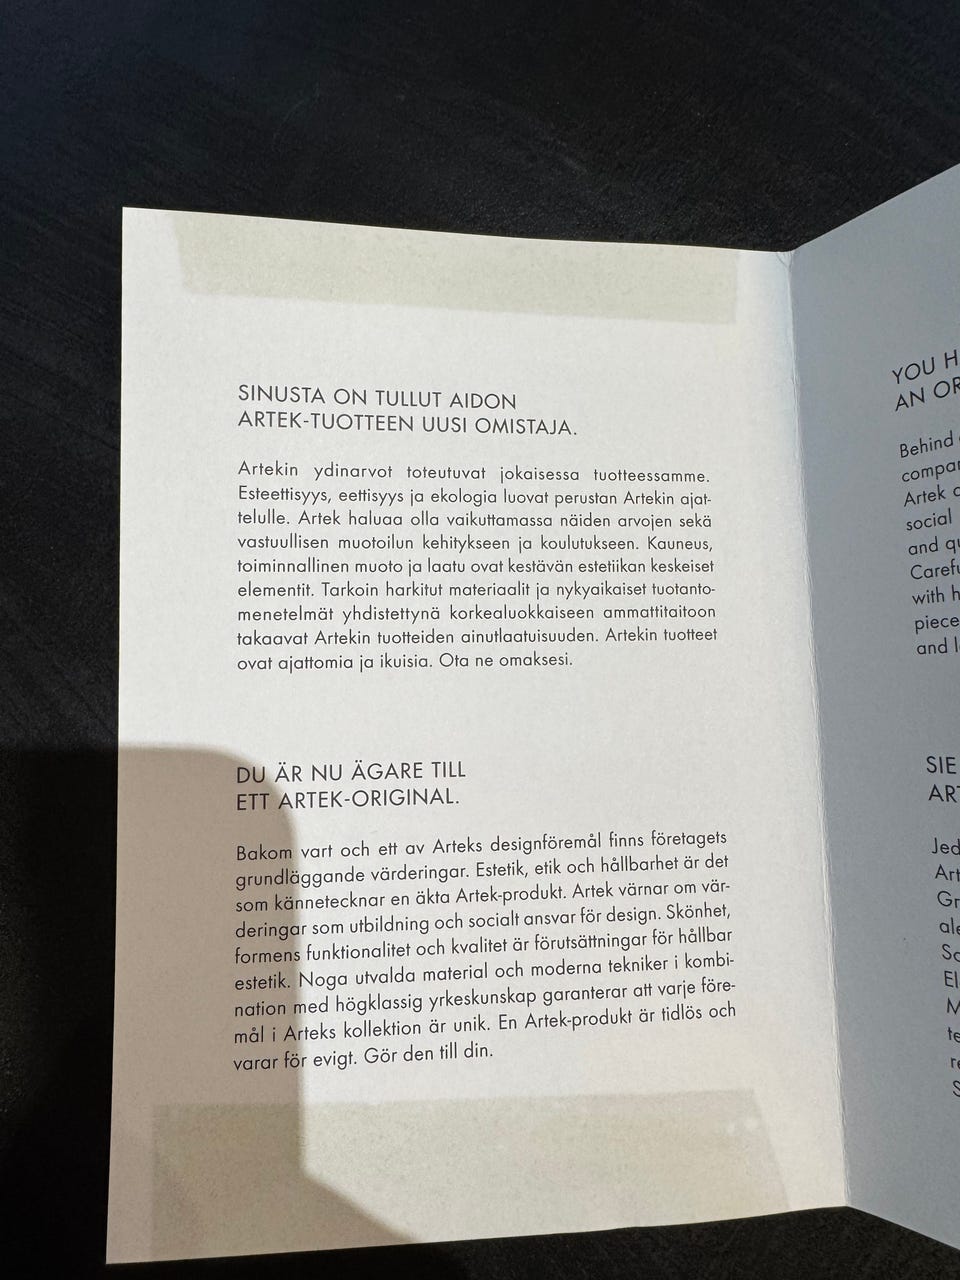 SINUSTA ON TULLUT AIDON
ARTEK-TUOTTEEN UUSI OMISTAJA.
Artekin ydinarvot toteutuvat jokaisessa tuotteessamme.
Esteettisyys, eettisyys ja ekologia luovat perustan Artekin ajat-
telulle. Artek haluaa olla vaikuttamassa näiden arvojen sekä
vastuullisen muotoilun kehitykseen ja koulutukseen. Kauneus,
toiminnallinen muoto ja laatu ovat kestävän estetiikan keskeiset
elementit. Tarkoin harkitut materiaalit ja nykyaikaiset tuotanto-
menetelmät yhdistettynä korkealuokkaiseen ammattitaitoon
takaavat Artekin tuotteiden ainutlaatuisuuden. Artekin tuotteet
ovat ajattomia ja ikuisia. Ota ne omaksesi.
DU ÄR NU ÄGARE TILL
ETT ARTEK-ORIGINAL.
Bakom vart och ett av Arteks designföremål finns företagets
grundläggande värderingar. Estetik, etik och hållbarhet är det
som kännetecknar en äkta Artek-produkt. Artek värnar om vär-
deringar som utbildning och socialt ansvar för design. Skönhet,
formens funktionalitet och kvalitet är förutsättningar för hållbar
estetik. Noga utvalda material och moderna tekniker i kombi-
nation med högklassig yrkeskunskap garanterar att varje före-
mål i Arteks kollektion är unik. En Artek-produkt är tidlös och
varar för evigt. Gör den till din.
YOU
AN
Behind
Artek
social
and
with
piece
and
SIE